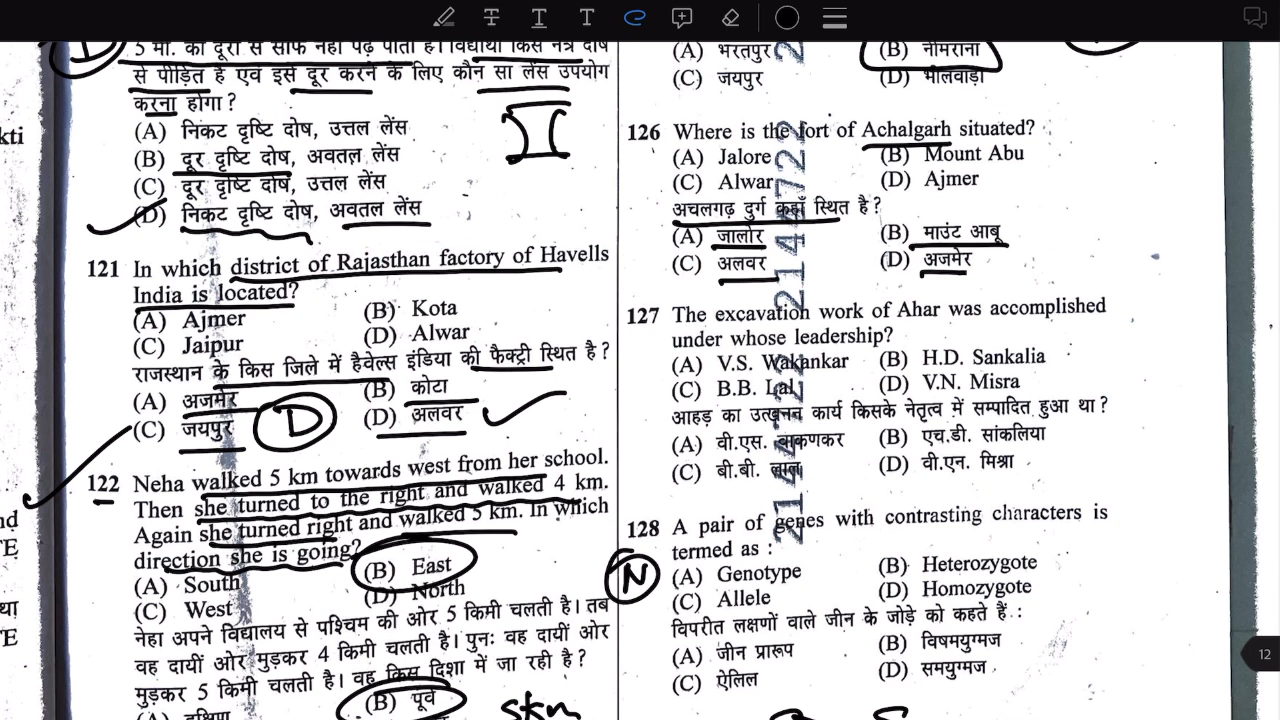 5 मी. की दूरी से साफ नहीं पढ़ पाता है। विद्यार्थी किस नेत्र दोष
से पीड़ित है एवं इसे दूर करने के लिए कौन सा लेंस उपयोग
करना होगा ?
(A) निकट दृष्टि दोष, उत्तल लेंस
(B) दूर दृष्टि दोष, अवतल लेंस
(C) दूर दृष्टि दोष, उत्तल लेंस
(D) निकट दृष्टि दोष, अवतल लेंस
121 In which district of Rajasthan factory of Havells
India is located?
(A) Ajmer (B) Kota
(C) Jaipur (D) Alwar
राजस्थान के किस जिले में हैवेल्स इंडिया की फैक्ट्री स्थित है ?
(A) अजमेर (B) कोटा
(C) जयपुर D (D) अलवर
122 Neha walked 5 km towards west from her school.
Then she turned to the right and walked 4 km.
Again she turned right and walked 5 km. In which
direction she is going?
(A) South (B) East
(C) West (D) North
नेहा अपने विद्यालय से पश्चिम की ओर 5 किमी चलती है। तब
वह दायीं ओर मुड़कर 4 किमी चलती है। पुनः वह दायीं ओर
मुड़कर 5 किमी चलती है। वह किस दिशा में जा रही है ?
(A) दक्षिण (B) पूर्व
5km
kti
nd
TE
था
TE
(A) भरतपुर (B) नीमराना
(C) जयपुर (D) भीलवाड़ा
126 Where is the fort of Achalgarh situated?
(A) Jalore (B) Mount Abu
(C) Alwar (D) Ajmer
अचलगढ़ दुर्ग कहाँ स्थित है ?
(A) जालोर (B) माउंट आबू
(C) अलवर (D) अजमेर
127 The excavation work of Ahar was accomplished
under whose leadership?
(A) V.S. Wakankar (B) H.D. Sankalia
(C) B.B. Lal (D) V.N. Misra
आहड़ का उत्खनन कार्य किसके नेतृत्व में सम्पादित हुआ था ?
(A) वी.एस. वाकणकर (B) एच.डी. सांकलिया
(C) बी.बी. लाल (D) वी.एन. मिश्रा
128 A pair of genes with contrasting characters is
termed as :
N (A) Genotype (B) Heterozygote
(C) Allele (D) Homozygote
विपरीत लक्षणों वाले जीन के जोड़े को कहते हैं :
(A) जीन प्रारूप (B) विषमयुग्मज
(C) ऐलिल (D) समयुग्मज
12